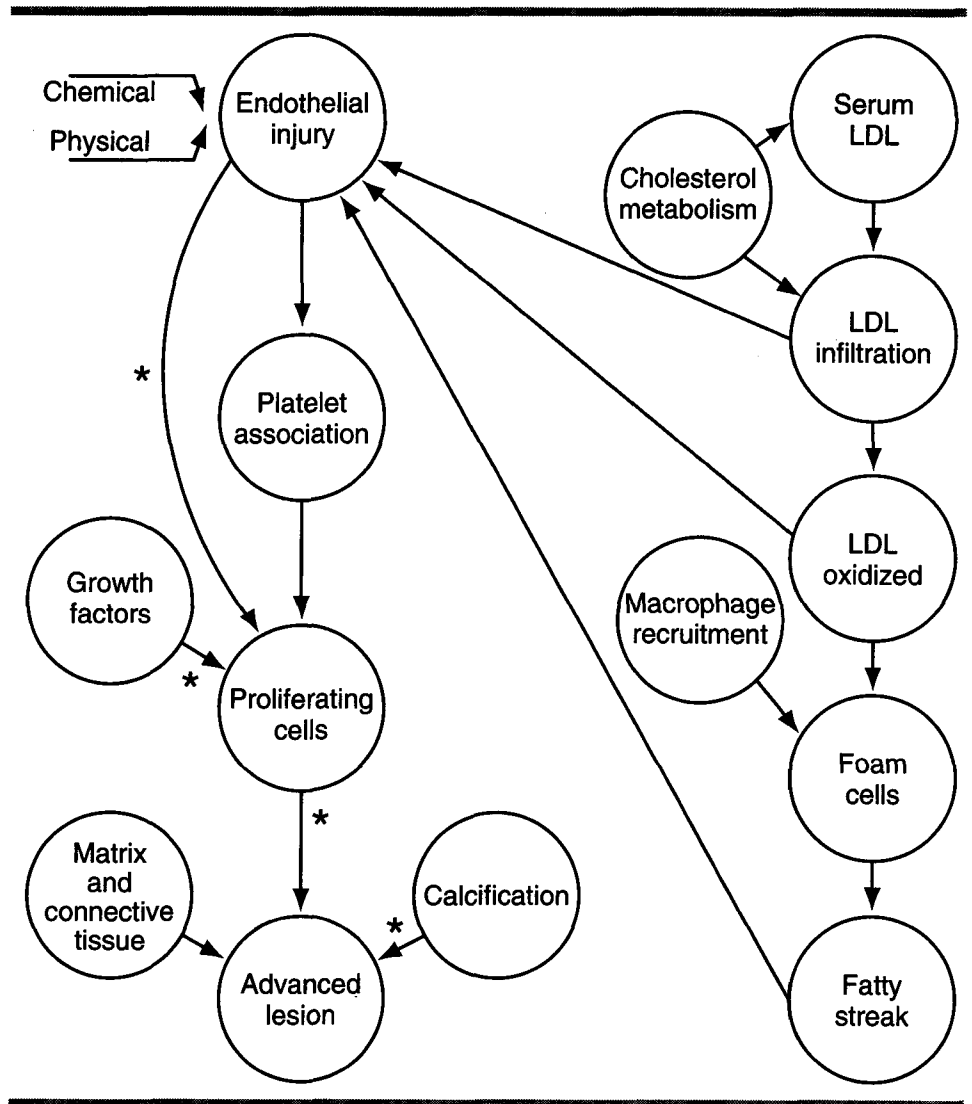 Chemical
Physical
Endothelial
injury
Serum
LDL
Cholesterol
metabolism
LDL
infiltration
*
Platelet
association
LDL
oxidized
Growth
factors
*
Macrophage
recruitment
Proliferating
cells
*
Foam
cells
Matrix
and
connective
tissue
Calcification
*
Advanced
lesion
Fatty
streak